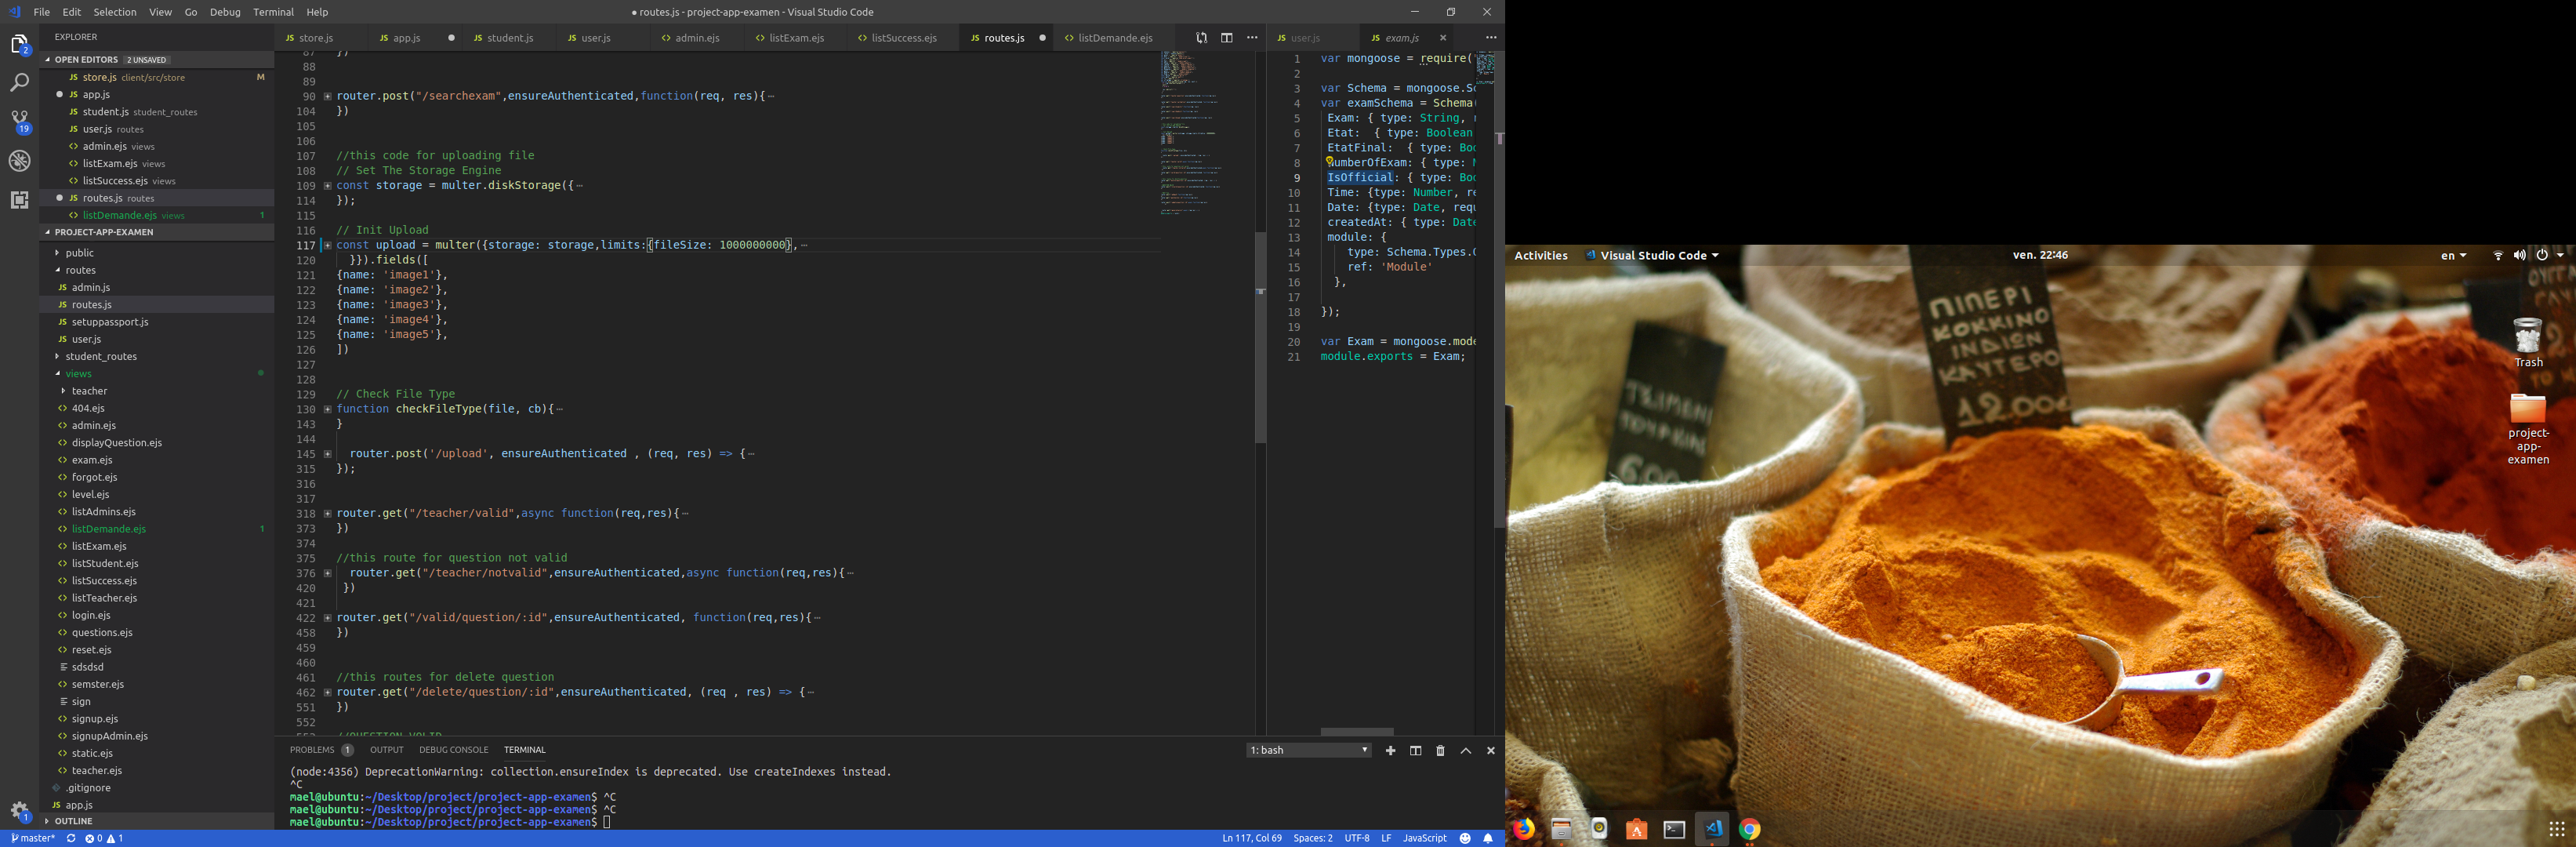 File Edit Selection View Go Debug Terminal Help
● routes.js - project-app-examen - Visual Studio Code
EXPLORER
OPEN EDITORS 2 UNSAVED
JS store.js client/src/store M
● JS app.js
JS student.js student_routes
JS user.js routes
<> admin.ejs views
<> listExam.ejs views
<> listSuccess.ejs views
● JS routes.js routes
<> listDemande.ejs views 1
PROJECT-APP-EXAMEN
public
routes
JS admin.js
JS routes.js
JS setuppassport.js
JS user.js
student_routes
views
teacher
<> 404.ejs
<> admin.ejs
<> displayQuestion.ejs
<> exam.ejs
<> forgot.ejs
<> level.ejs
<> listAdmins.ejs
<> listDemande.ejs 1
<> listExam.ejs
<> listStudent.ejs
<> listSuccess.ejs
<> listTeacher.ejs
<> login.ejs
<> questions.ejs
<> reset.ejs
sdsdsd
<> semster.ejs
sign
<> signup.ejs
<> signupAdmin.ejs
<> static.ejs
<> teacher.ejs
.gitignore
JS app.js
OUTLINE
2
19
1
JS store.js JS app.js ● JS student.js JS user.js <> admin.ejs <> listExam.ejs <> listSuccess.ejs JS routes.js ● <> listDemande.ejs
87 })
88
89
90 router.post("/searchexam",ensureAuthenticated,function(req, res){⋯
104 })
105
106
107 //this code for uploading file
108 // Set The Storage Engine
109 const storage = multer.diskStorage({⋯
114 });
115
116 // Init Upload
117 const upload = multer({storage: storage,limits:{fileSize: 1000000000},⋯
120 }}).fields([
121 {name: 'image1'},
122 {name: 'image2'},
123 {name: 'image3'},
124 {name: 'image4'},
125 {name: 'image5'},
126 ])
127
128
129 // Check File Type
130 function checkFileType(file, cb){⋯
143 }
144
145 router.post('/upload', ensureAuthenticated , (req, res) => {⋯
315 });
316
317
318 router.get("/teacher/valid",async function(req,res){⋯
373 })
374
375 //this route for question not valid
376 router.get("/teacher/notvalid",ensureAuthenticated,async function(req,res){⋯
420 })
421
422 router.get("/valid/question/:id",ensureAuthenticated, function(req,res){⋯
458 })
459
460
461 //this routes for delete question
462 router.get("/delete/question/:id",ensureAuthenticated, (req , res) => {⋯
551 })
552
JS user.js JS exam.js ×
1 var mongoose = require(
2
3 var Schema = mongoose.Sc
4 var examSchema = Schema(
5 Exam: { type: String, r
6 Etat: { type: Boolean
7 EtatFinal: { type: Boo
8 NumberOfExam: { type: N
9 IsOfficial: { type: Boo
10 Time: {type: Number, re
11 Date: {type: Date, requ
12 createdAt: { type: Date
13 module: {
14 type: Schema.Types.O
15 ref: 'Module'
16 },
17
18 });
19
20 var Exam = mongoose.mode
21 module.exports = Exam;
PROBLEMS 1 OUTPUT DEBUG CONSOLE TERMINAL
1: bash
(node:4356) DeprecationWarning: collection.ensureIndex is deprecated. Use createIndexes instead.
^C
mael@ubuntu:~/Desktop/project/project-app-examen$ ^C
mael@ubuntu:~/Desktop/project/project-app-examen$ ^C
mael@ubuntu:~/Desktop/project/project-app-examen$
master* 0 1
Ln 117, Col 69 Spaces: 2 UTF-8 LF JavaScript
Activities Visual Studio Code ven. 22:46 en
ΠΙΠΕΡΙ
ΚΟΚΚΙΝΟ
ΙΝΔΙΩΝ
ΚΑΥΤΕΡΟ
12.00€
6.00
Trash
project-
app-
examen